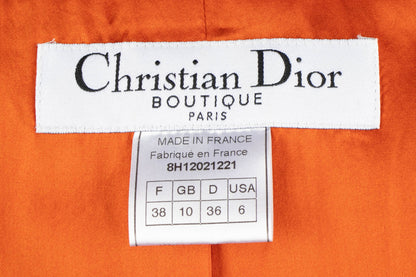 Christian Dior
BOUTIQUE
PARIS
MADE IN FRANCE
Fabriqué en France
8H12021221
F GB D USA
38 10 36 6